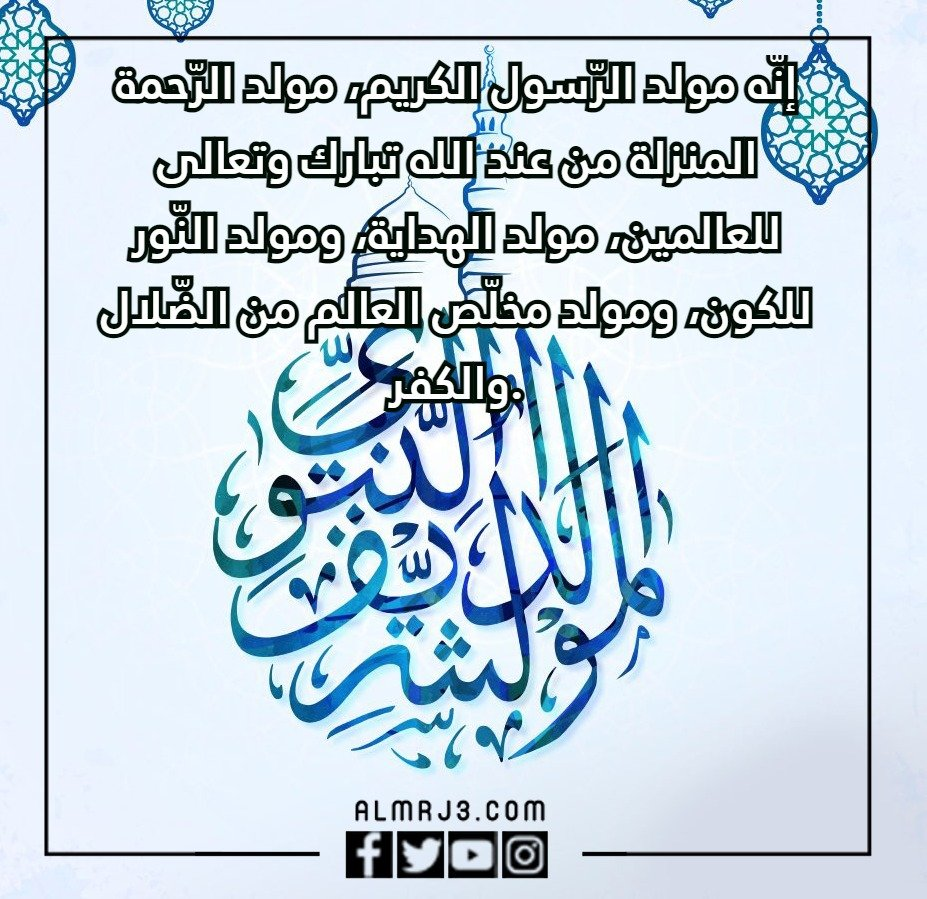 إنّه مولد الرّسول الكريم، مولد الرّحمة
المنزلة من عند الله تبارك وتعالى
للعالمين، مولد الهداية، ومولد النّور
للكون، ومولد مخلّص العالم من الضّلال
والكفر.
المولد النبوي الشريف
ALMRJ3.COM